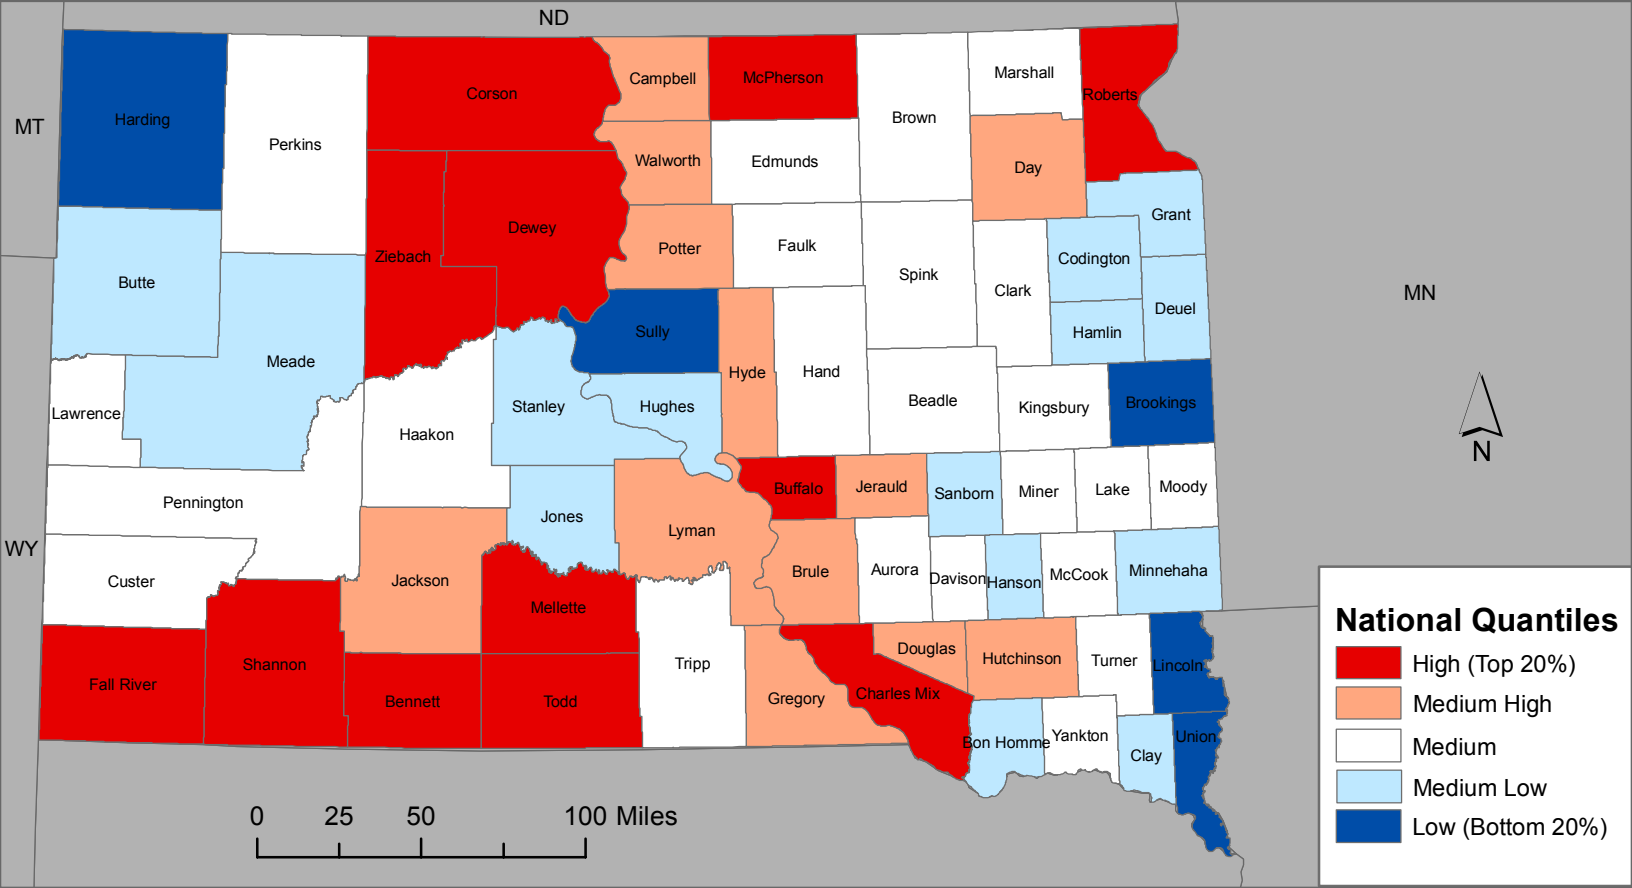 ND
Campbell
McPherson
Marshall
Corson
Roberts
MT
Harding
Brown
Perkins
Walworth
Edmunds
Day
Grant
Dewey
Potter
Faulk
Ziebach
Codington
Spink
Butte
Clark
MN
Deuel
Sully
Hamlin
Meade
Hyde
Hand
Beadle
Brookings
Stanley
Hughes
Kingsbury
Lawrence
Haakon
N
Pennington
Buffalo
Jerauld
Sanborn
Miner
Lake
Moody
Jones
Lyman
WY
Custer
Jackson
Brule
Aurora
Davison
Hanson
McCook
Minnehaha
Mellette
National Quantiles
Shannon
Tripp
Douglas
Hutchinson
Turner
Lincoln
High (Top 20%)
Fall River
Bennett
Todd
Gregory
Charles Mix
Medium High
Bon Homme
Yankton
Union
Medium
Clay
Medium Low
0 25 50 100 Miles
Low (Bottom 20%)